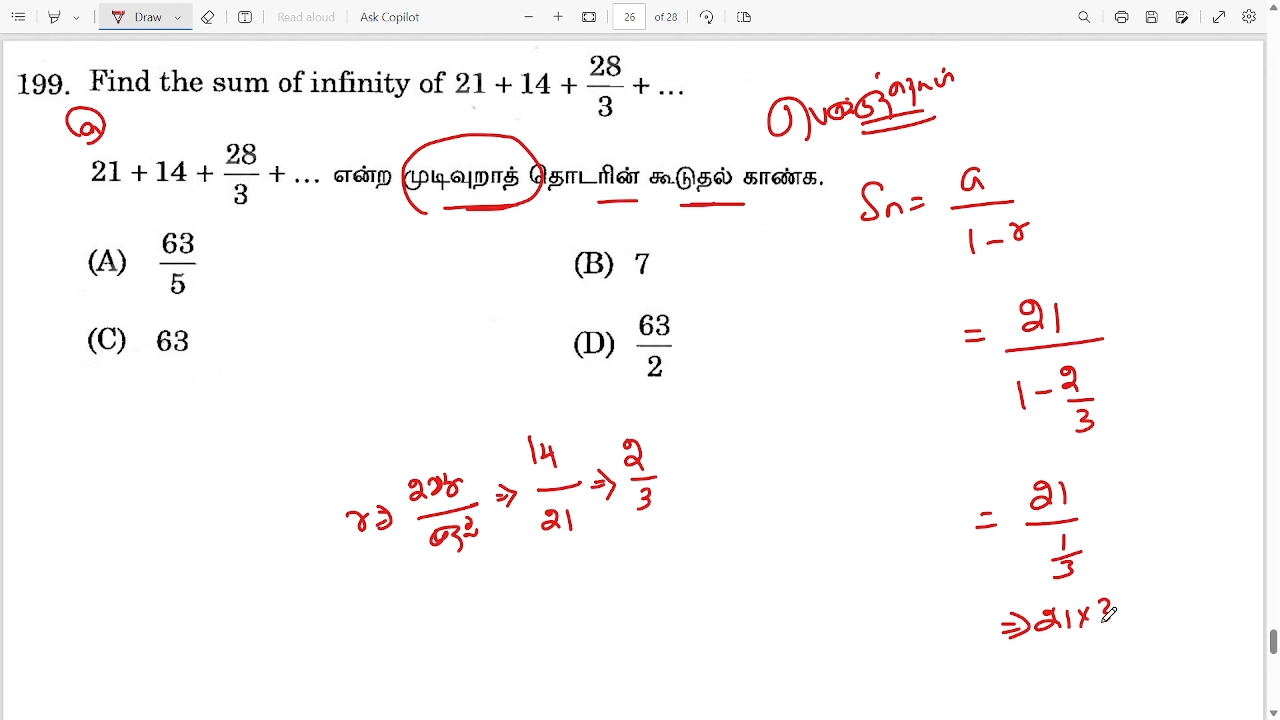 Draw Read aloud Ask Copilot 26 of 28
199. Find the sum of infinity of 21 + 14 + 28/3 + ...
21 + 14 + 28/3 + ... என்ற முடிவுறாத் தொடரின் கூடுதல் காண்க.
(A) 63/5 (B) 7
(C) 63 (D) 63/2
Sn = a/1-r
= 21/1-2/3
= 21/1/3
⇒ 21×3
r ⇒ ⇒ 14/21 ⇒ 2/3